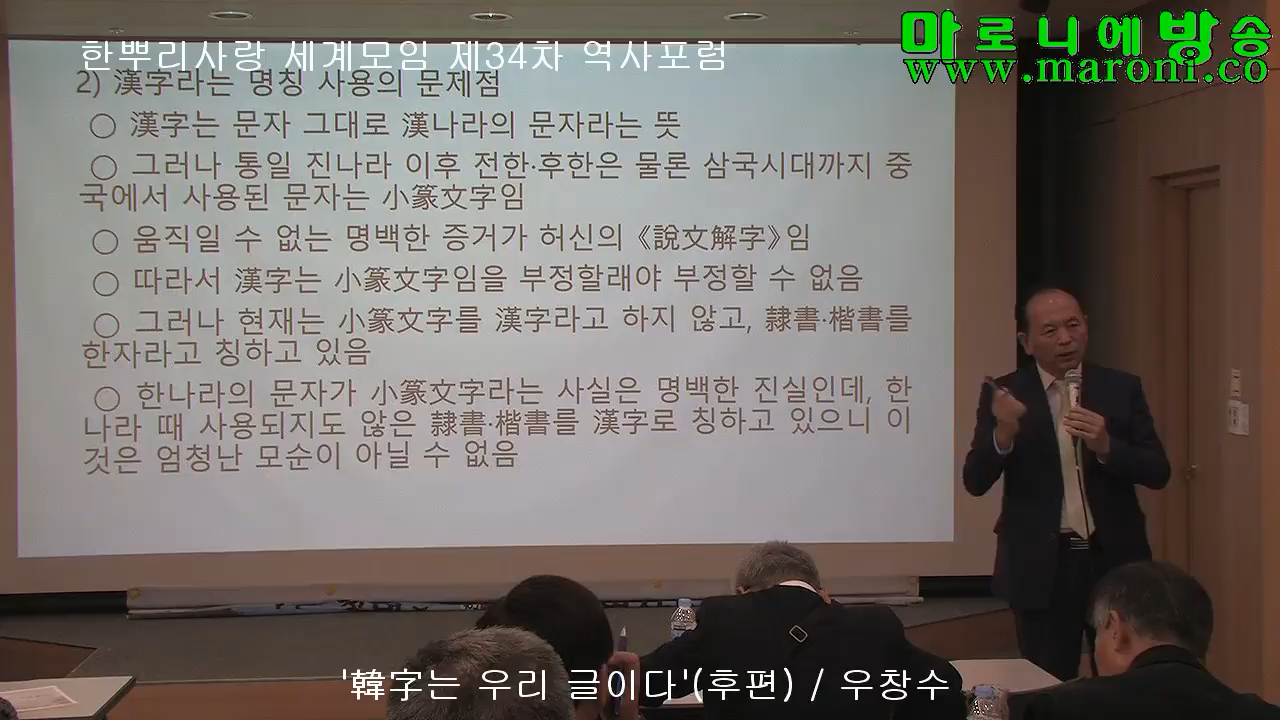 한뿌리사랑 세계모임 제34차 역사포럼
마로니에방송
www.maroni.co
2) 漢字라는 명칭 사용의 문제점
○ 漢字는 문자 그대로 漢나라의 문자라는 뜻
○ 그러나 통일 진나라 이후 전한·후한은 물론 삼국시대까지 중
국에서 사용된 문자는 小篆文字임
○ 움직일 수 없는 명백한 증거가 허신의 《說文解字》임
○ 따라서 漢字는 小篆文字임을 부정할래야 부정할 수 없음
○ 그러나 현재는 小篆文字를 漢字라고 하지 않고, 隸書·楷書를
한자라고 칭하고 있음
○ 한나라의 문자가 小篆文字라는 사실은 명백한 진실인데, 한
나라 때 사용되지도 않은 隸書·楷書를 漢字로 칭하고 있으니 이
것은 엄청난 모순이 아닐 수 없음
'韓字는 우리 글이다'(후편) / 우창수